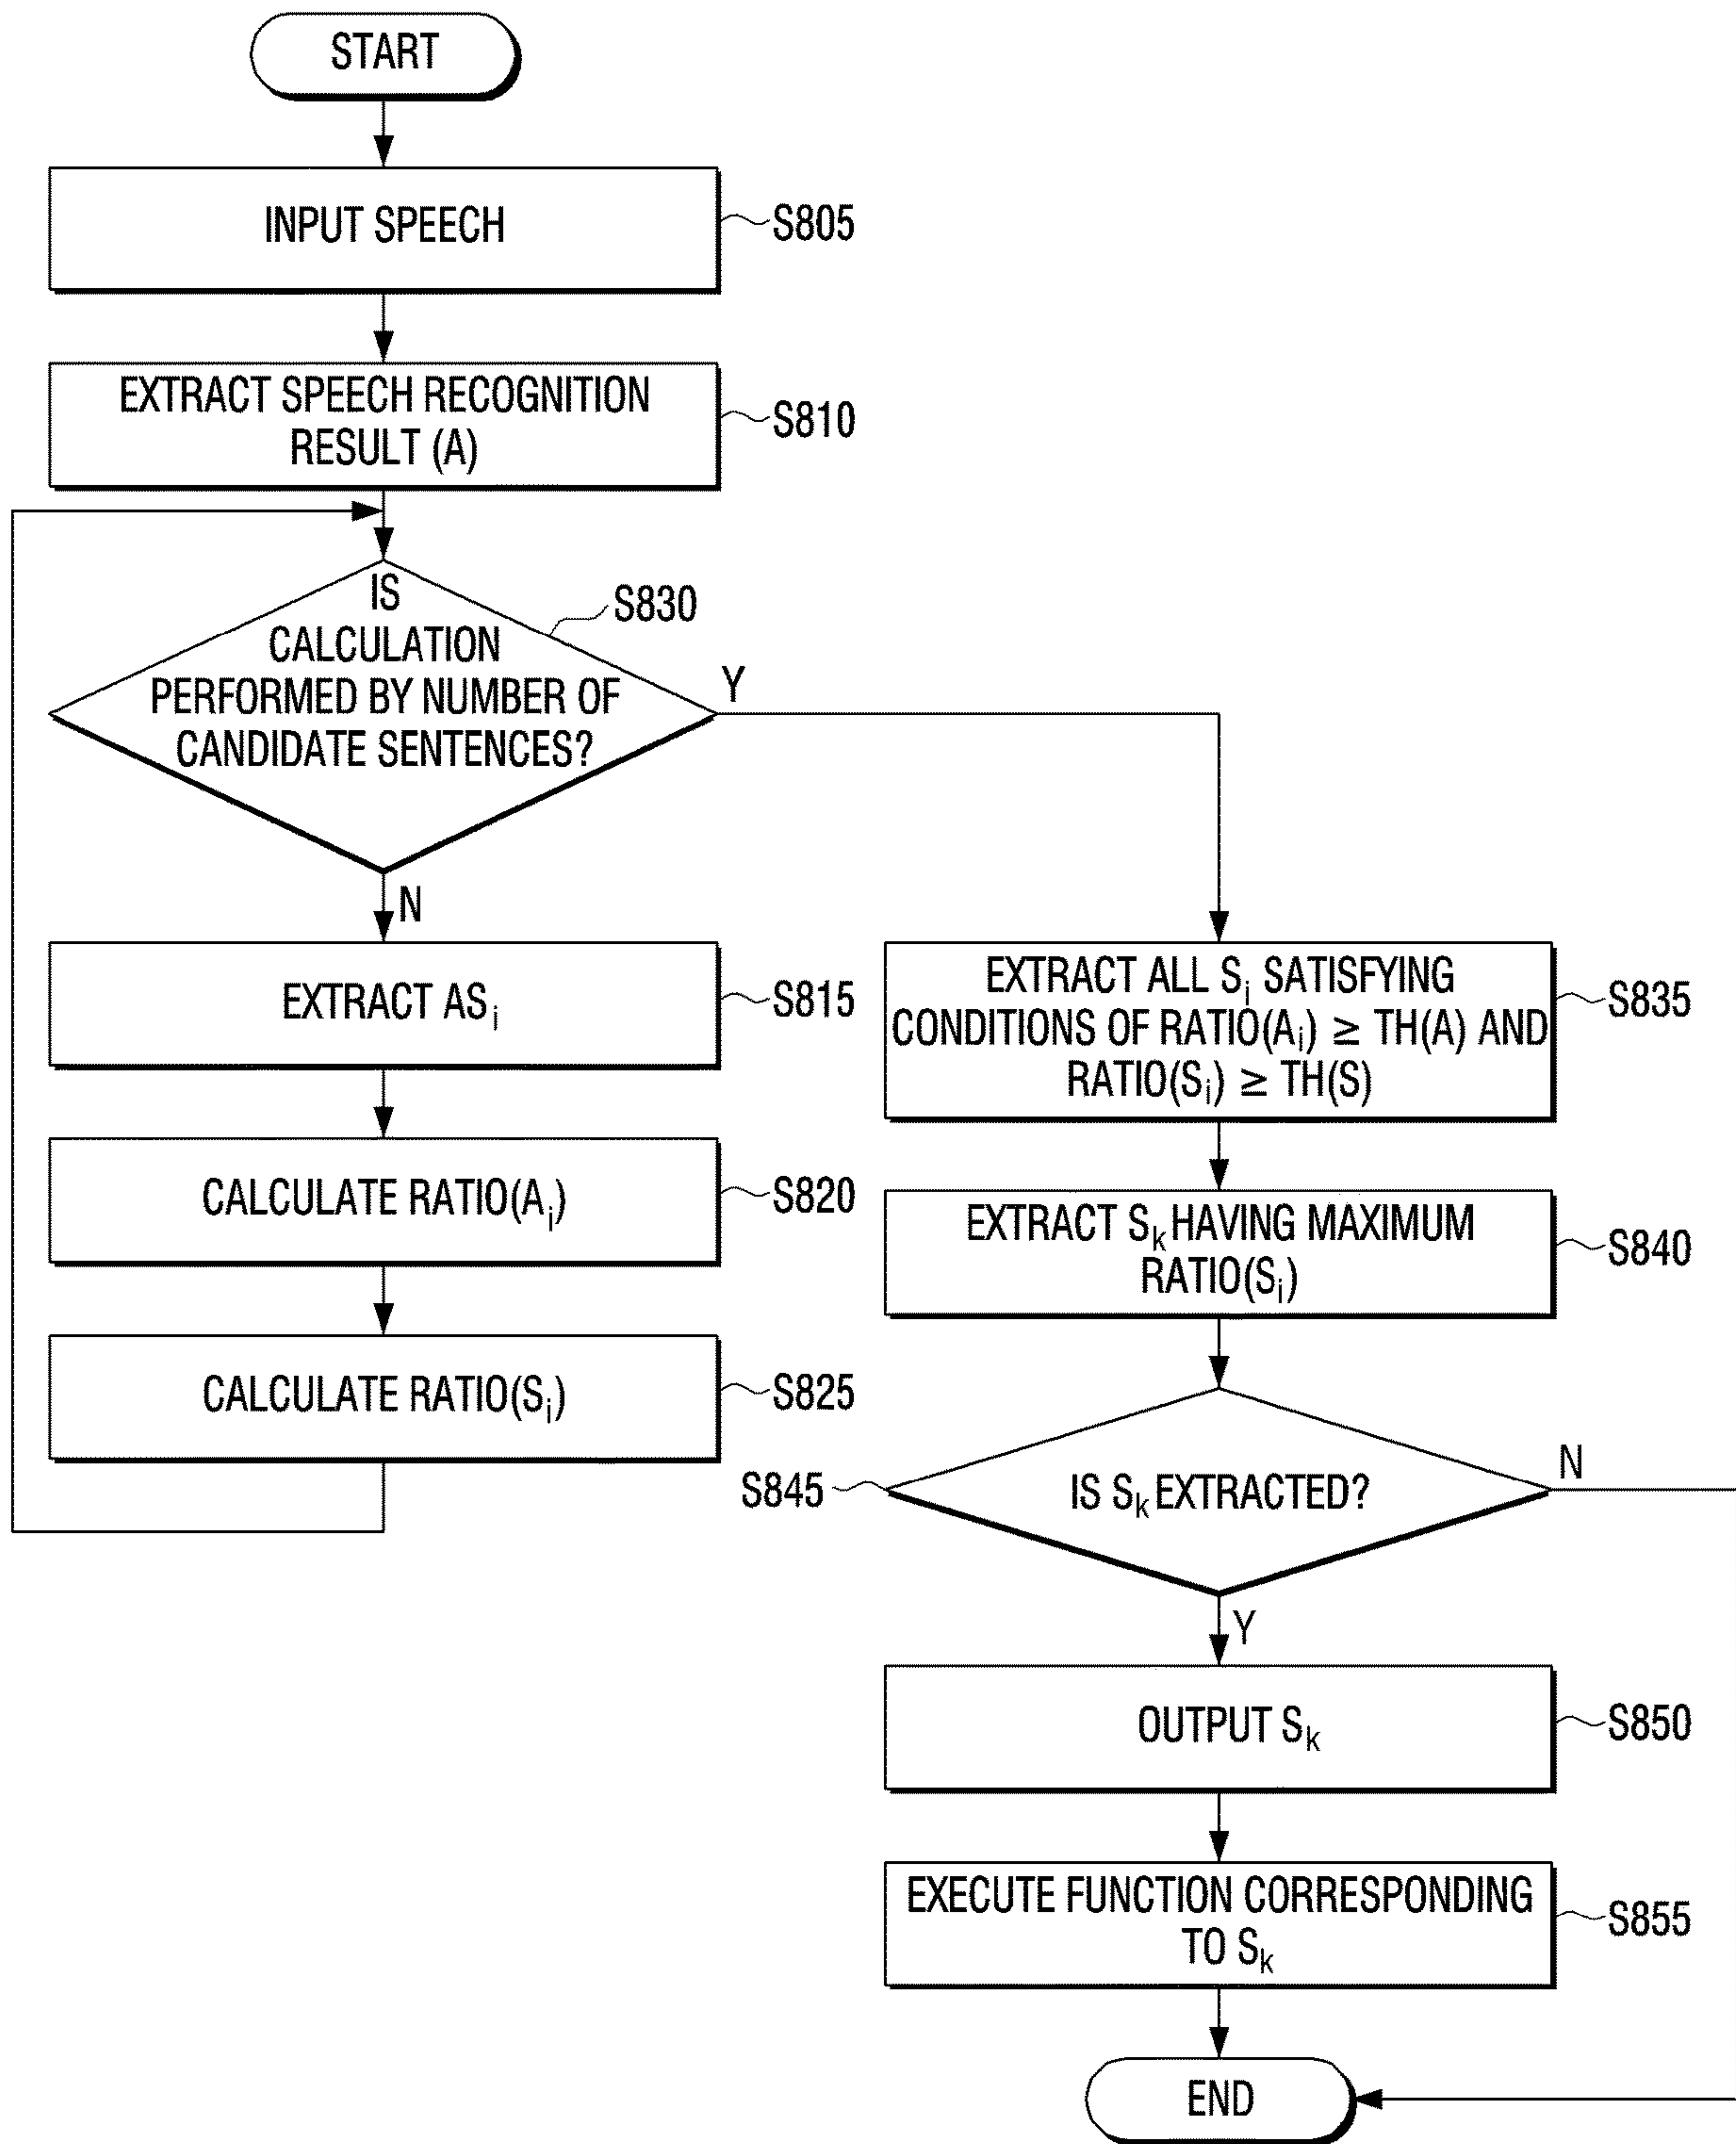 START
INPUT SPEECH
S805
EXTRACT SPEECH RECOGNITION
RESULT (A)
S810
IS
CALCULATION
PERFORMED BY NUMBER OF
CANDIDATE SENTENCES?
S830
Y
N
EXTRACT ASᵢ
S815
CALCULATE RATIO(Aᵢ)
S820
CALCULATE RATIO(Sᵢ)
S825
EXTRACT ALL Sᵢ SATISFYING
CONDITIONS OF RATIO(Aᵢ) ≥ TH(A) AND
RATIO(Sᵢ) ≥ TH(S)
S835
EXTRACT Sₖ HAVING MAXIMUM
RATIO(Sᵢ)
S840
IS Sₖ EXTRACTED?
S845
N
Y
OUTPUT Sₖ
S850
EXECUTE FUNCTION CORRESPONDING
TO Sₖ
S855
END